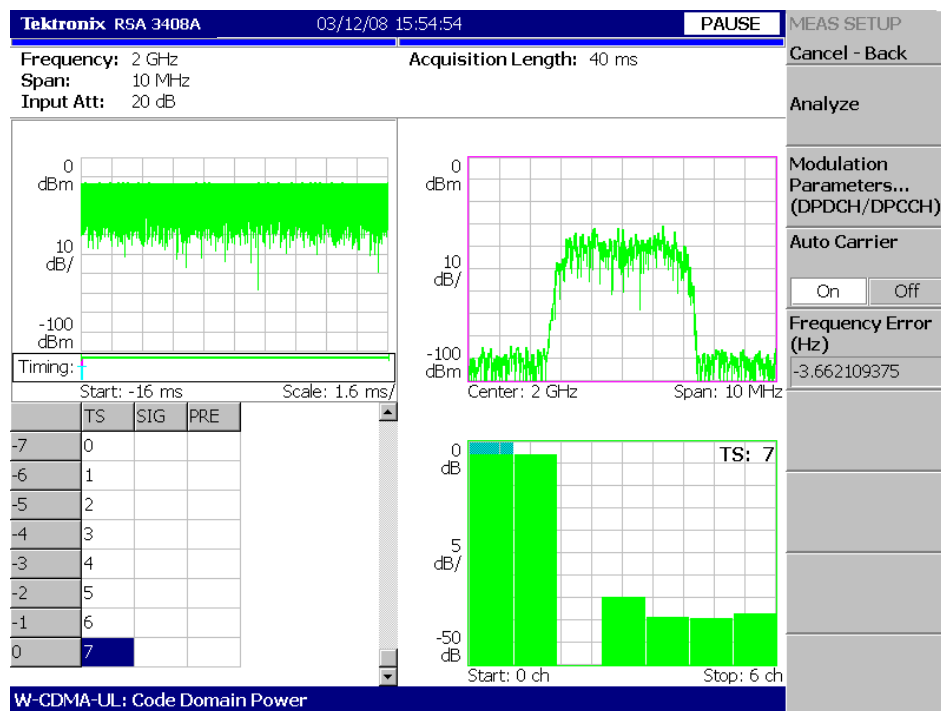 Tektronix RSA 3408A 03/12/08 15:54:54 PAUSE
Frequency: 2 GHz
Span: 10 MHz
Input Att: 20 dB
Acquisition Length: 40 ms
0
dBm
10
dB/
-100
dBm
Timing:
Start: -16 ms Scale: 1.6 ms/
0
dBm
10
dB/
-100
dBm
Center: 2 GHz Span: 10 MHz
TS SIG PRE
-7 0
-6 1
-5 2
-4 3
-3 4
-2 5
-1 6
0 7
0
dB
TS: 7
5
dB/
-50
dB
Start: 0 ch Stop: 6 ch
W-CDMA-UL: Code Domain Power
MEAS SETUP
Cancel - Back
Analyze
Modulation
Parameters...
(DPDCH/DPCCH)
Auto Carrier
On Off
Frequency Error
(Hz)
-3.662109375